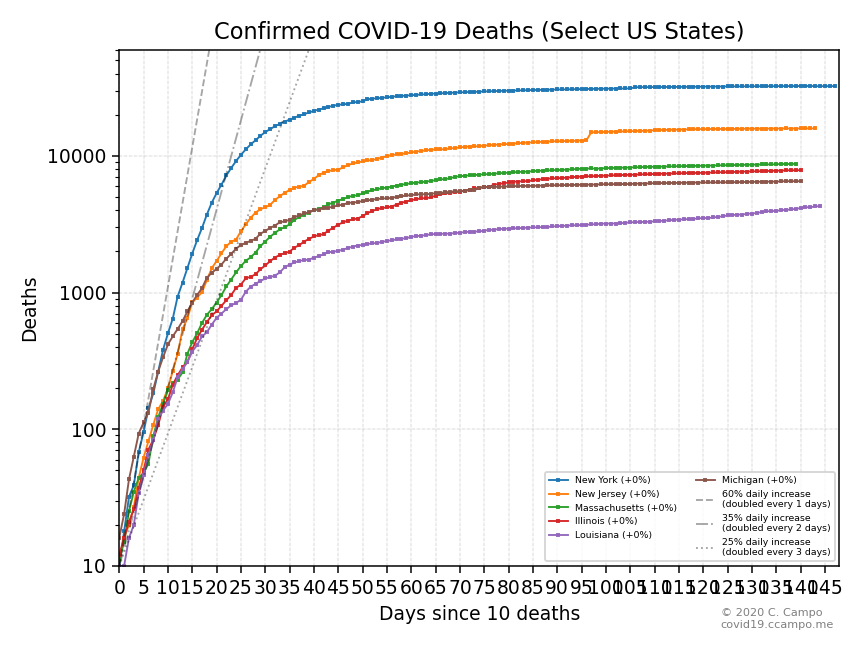 Confirmed COVID-19 Deaths (Select US States)
10000
1000
100
10
Deaths
New York (+0%)
New Jersey (+0%)
Massachusetts (+0%)
Illinois (+0%)
Louisiana (+0%)
Michigan (+0%)
60% daily increase
(doubled every 1 days)
35% daily increase
(doubled every 2 days)
25% daily increase
(doubled every 3 days)
0 5 10 15 20 25 30 35 40 45 50 55 60 65 70 75 80 85 90 95 100 105 110 115 120 125 130 135 140 145
Days since 10 deaths
© 2020 C. Campo
covid19.ccampo.me